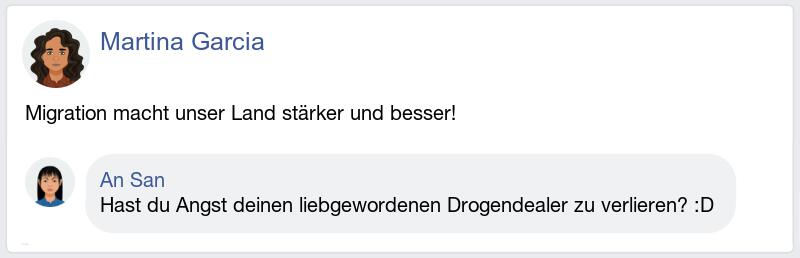 Martina Garcia
Migration macht unser Land stärker und besser!
An San
Hast du Angst deinen liebgewordenen Drogendealer zu verlieren? :D